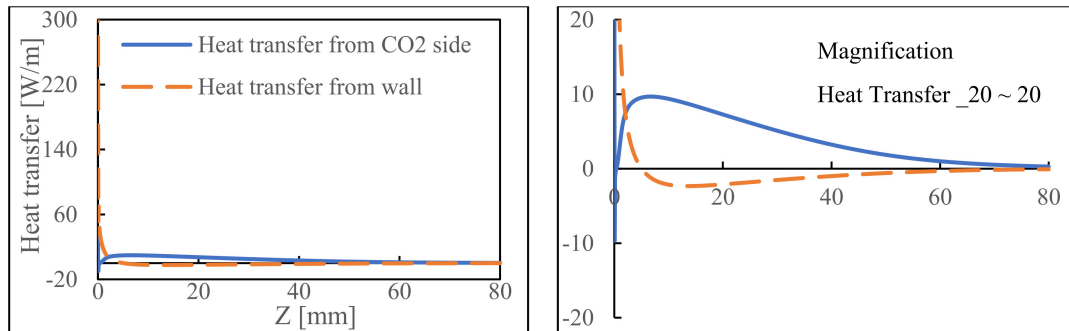 300
220
140
60
-20
Heat transfer [W/m]
Heat transfer from CO2 side
Heat transfer from wall
0 20 40 60 80
Z [mm]
20
10
0
-10
-20
Magnification
Heat Transfer _20 ~ 20
0 20 40 60 80